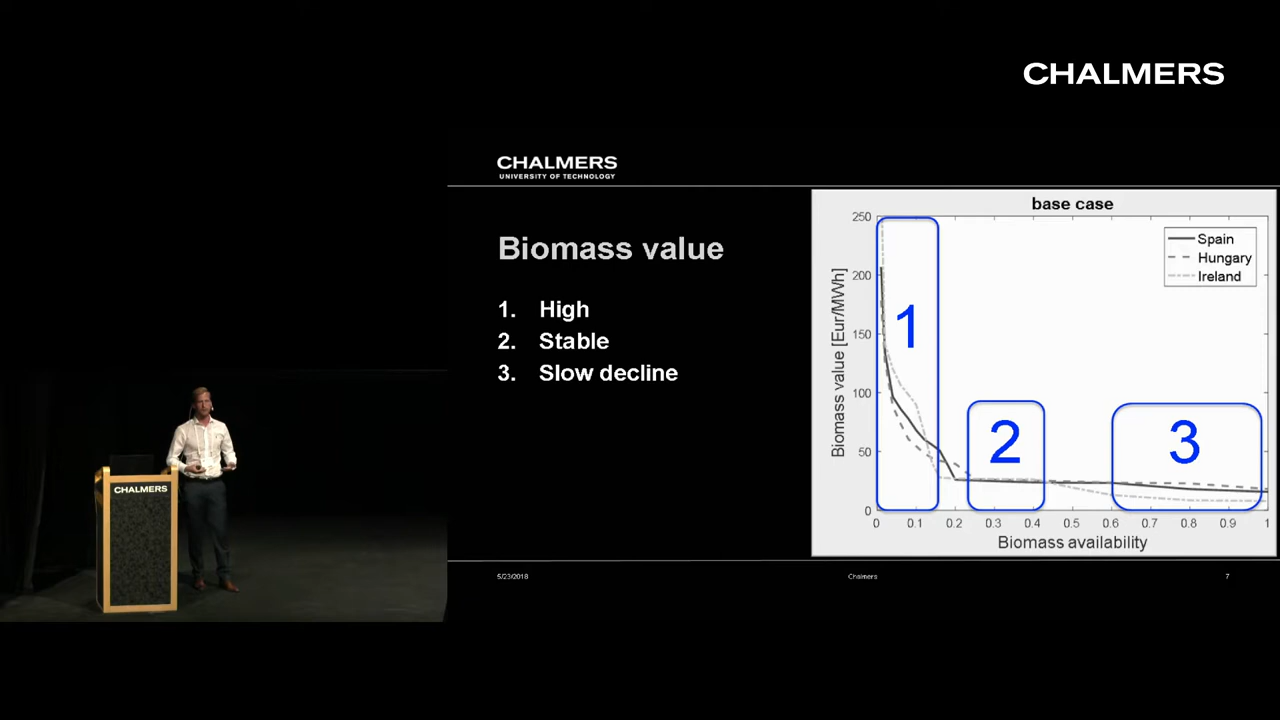 CHALMERS
CHALMERS
UNIVERSITY OF TECHNOLOGY
Biomass value
1. High
2. Stable
3. Slow decline
base case
250
200
150
100
50
0
Biomass value [Eur/MWh]
Spain
Hungary
Ireland
1
2
3
0 0.1 0.2 0.3 0.4 0.5 0.6 0.7 0.8 0.9 1
Biomass availability
CHALMERS
5/23/2018 Chalmers 7